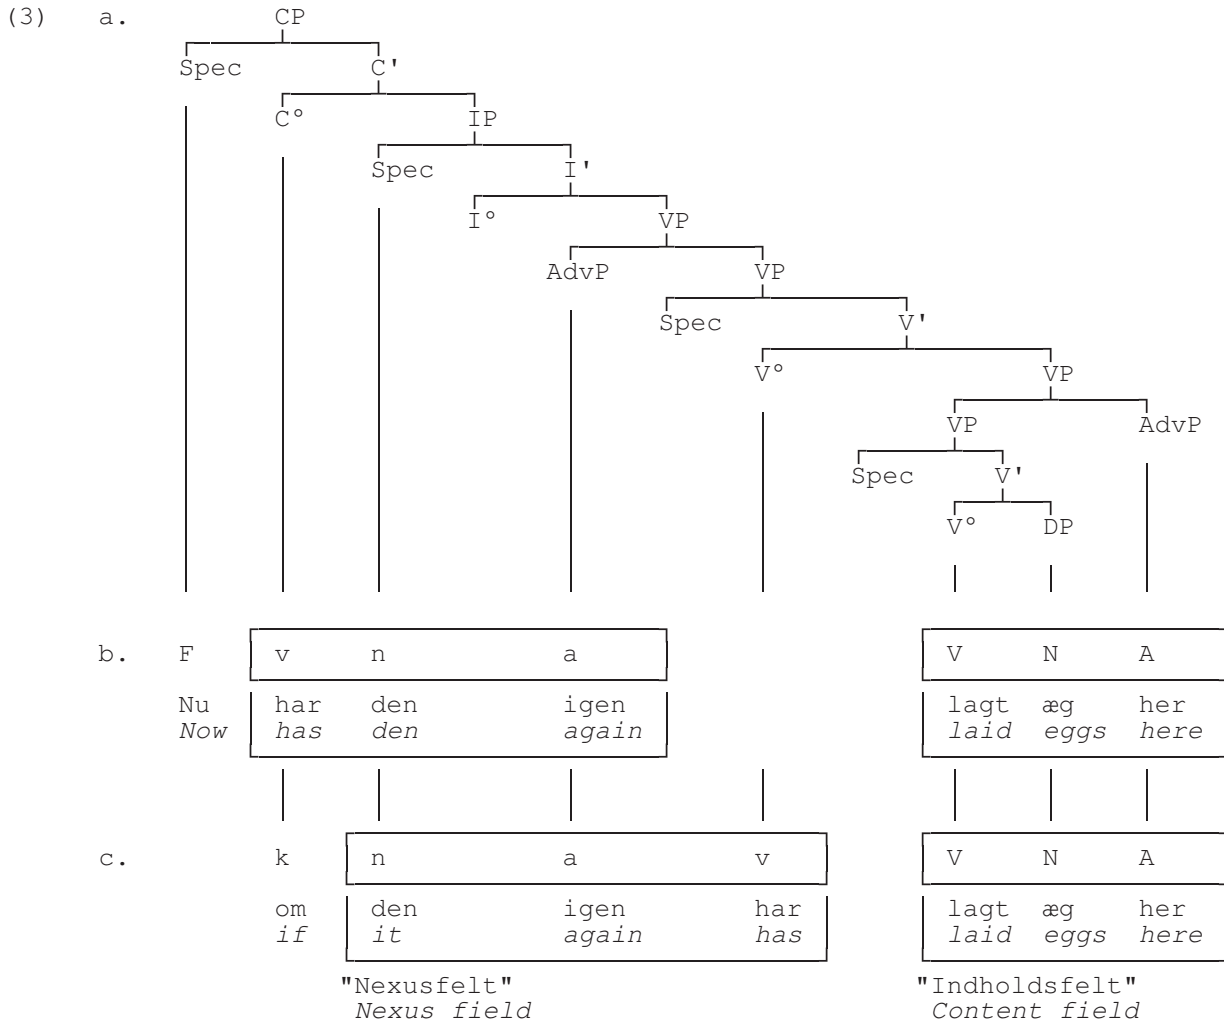 (3) a. CP
Spec C'
C° IP
Spec I'
I° VP
AdvP VP
Spec V'
V° VP
VP AdvP
Spec V'
V° DP
b. F v n a V N A
Nu har den igen lagt æg her
Now has den again laid eggs here
c. k n a v V N A
om den igen har lagt æg her
if it again has laid eggs here
"Nexusfelt" "Indholdsfelt"
Nexus field Content field